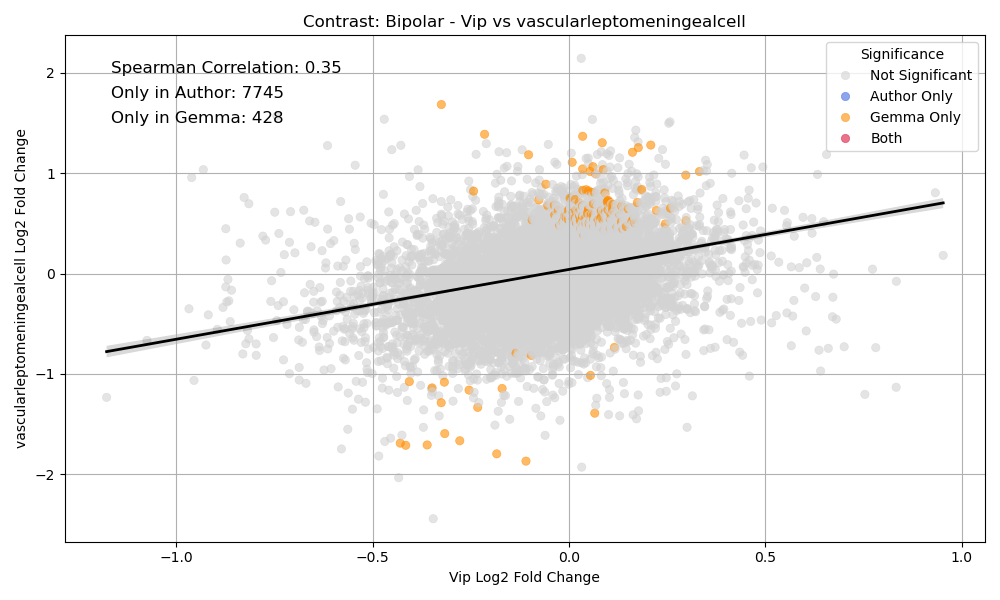 Contrast: Bipolar - Vip vs vascularleptomeningealcell
Spearman Correlation: 0.35
Only in Author: 7745
Only in Gemma: 428
Significance
Not Significant
Author Only
Gemma Only
Both
vascularleptomeningealcell Log2 Fold Change
2
1
0
−1
−2
−1.0
−0.5
0.0
0.5
1.0
Vip Log2 Fold Change